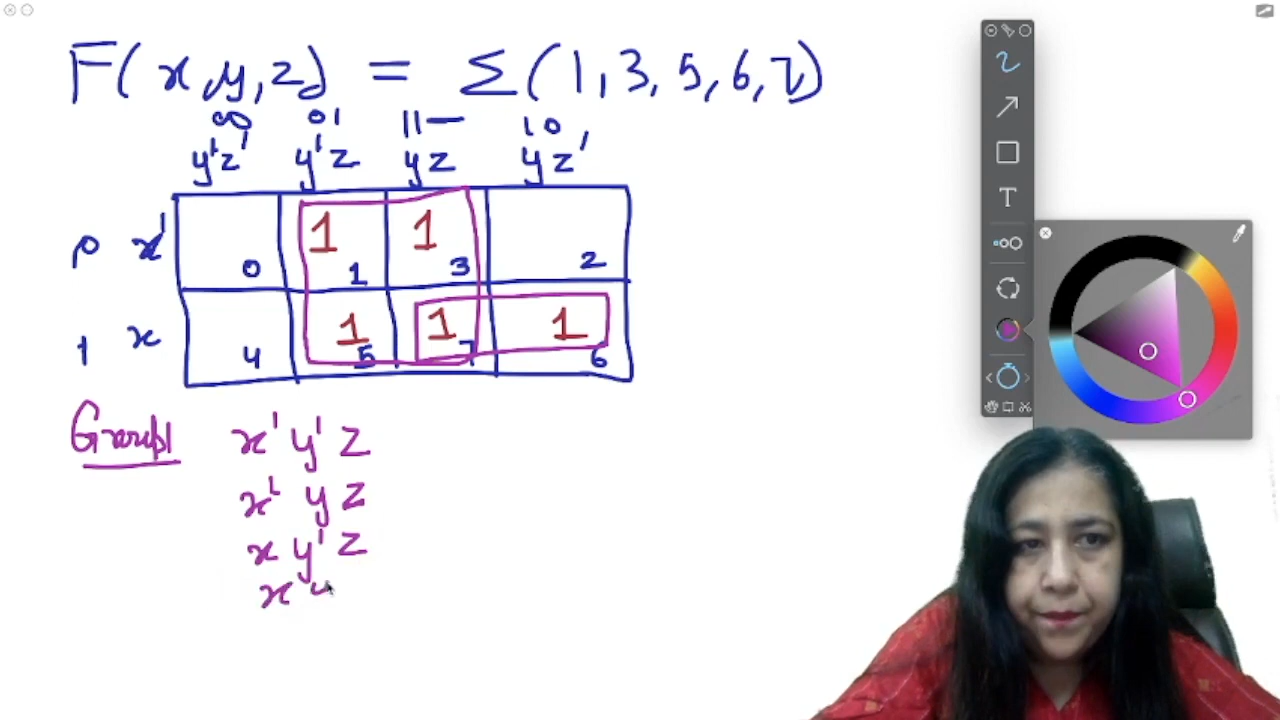 F(x,y,z) = Σ(1,3,5,6,7)
00 01 11 10
y'z' y'z yz yz'
0 x' 1 1
0 1 3 2
1 x 1 1 1
4 5 7 6
Group1 x'y'z
x'yz
xy'z
xy
T